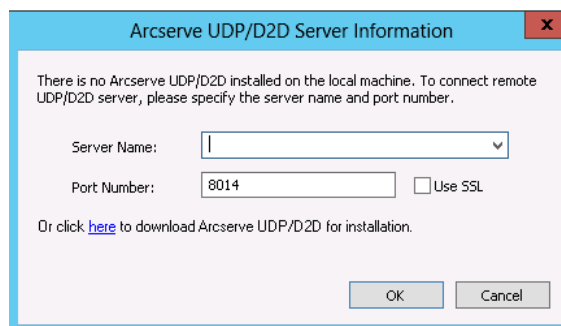 Arcserve UDP/D2D Server Information
x
There is no Arcserve UDP/D2D installed on the local machine. To connect remote
UDP/D2D server, please specify the server name and port number.
Server Name:
Port Number: 8014 Use SSL
Or click here to download Arcserve UDP/D2D for installation.
OK Cancel